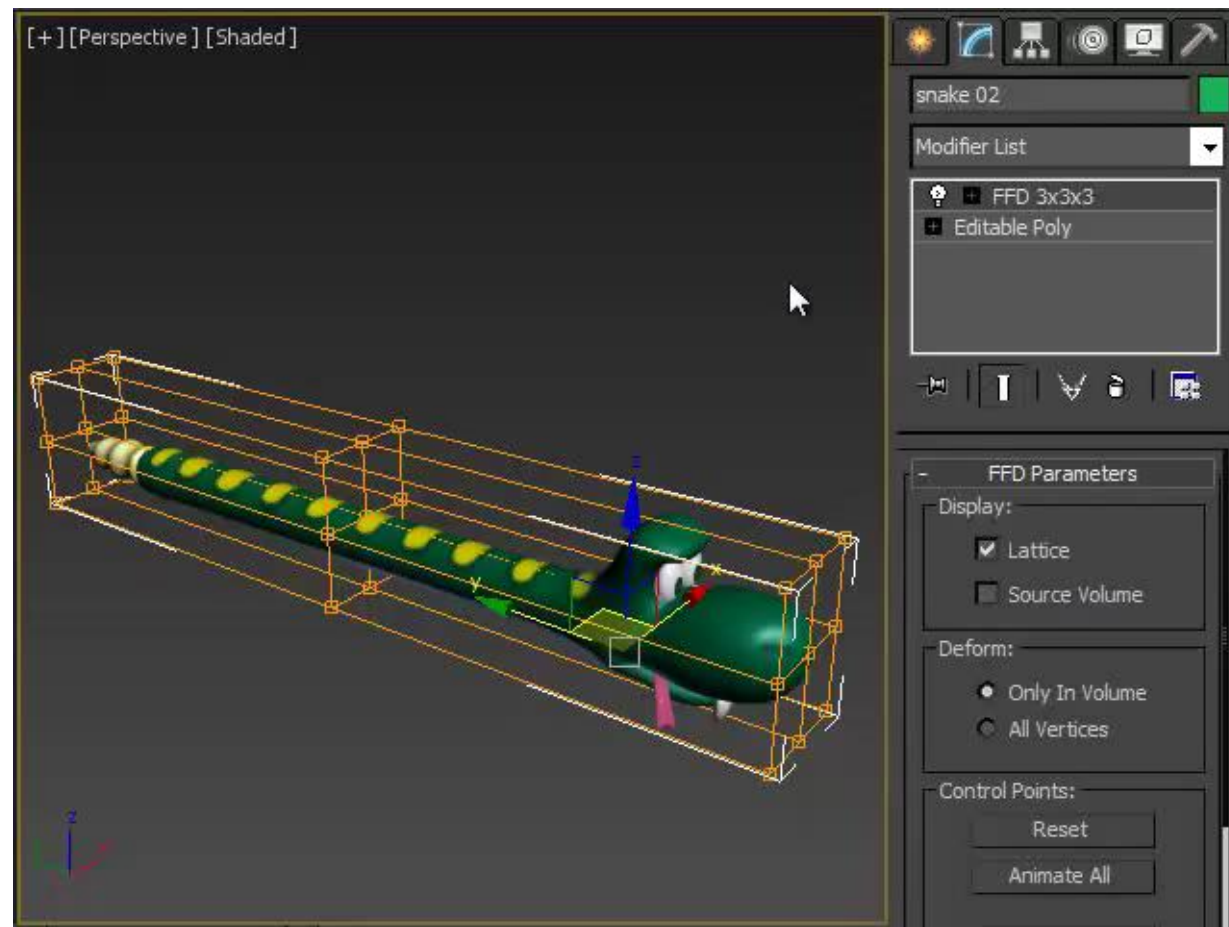 [+][Perspective][Shaded]
snake 02
Modifier List
FFD 3x3x3
Editable Poly
z
x
y
z
- FFD Parameters
Display:
Lattice
Source Volume
Deform:
Only In Volume
All Vertices
Control Points:
Reset
Animate All